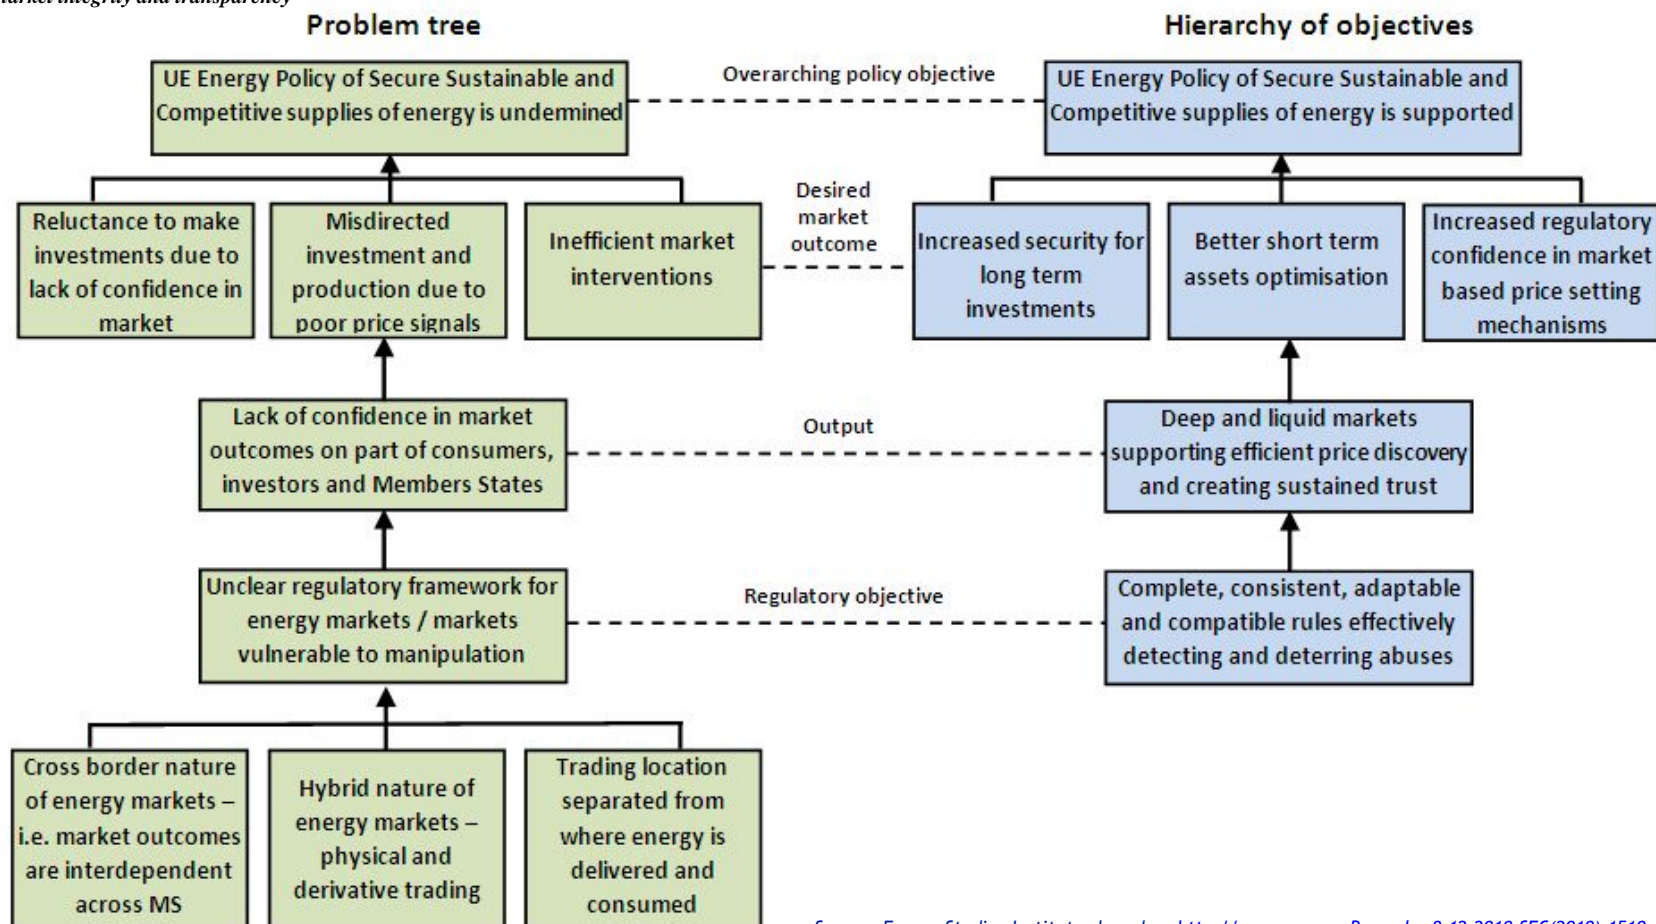 market integrity and transparency
Problem tree
Hierarchy of objectives
UE Energy Policy of Secure Sustainable and
Competitive supplies of energy is undermined
Overarching policy objective
UE Energy Policy of Secure Sustainable and
Competitive supplies of energy is supported
Reluctance to make
investments due to
lack of confidence in
market
Misdirected
investment and
production due to
poor price signals
Inefficient market
interventions
Desired
market
outcome
Increased security for
long term
investments
Better short term
assets optimisation
Increased regulatory
confidence in market
based price setting
mechanisms
Lack of confidence in market
outcomes on part of consumers,
investors and Members States
Output
Deep and liquid markets
supporting efficient price discovery
and creating sustained trust
Unclear regulatory framework for
energy markets / markets
vulnerable to manipulation
Regulatory objective
Complete, consistent, adaptable
and compatible rules effectively
detecting and deterring abuses
Cross border nature
of energy markets –
i.e. market outcomes
are interdependent
across MS
Hybrid nature of
energy markets –
physical and
derivative trading
Trading location
separated from
where energy is
delivered and
consumed